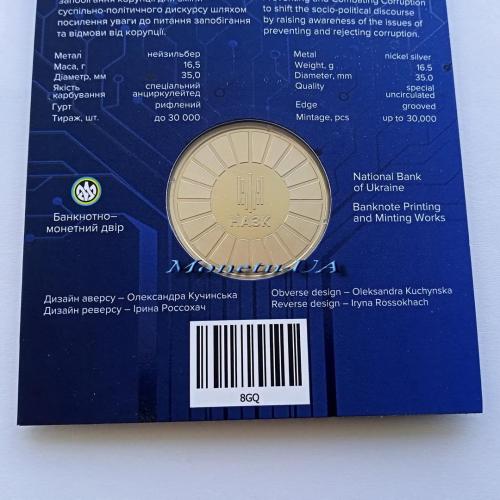 суспільно-політичного дискурсу шляхом
посилення уваги до питання запобігання
та відмови від корупції.
Метал нейзильбер
Маса, г 16,5
Діаметр, мм 35,0
Якість карбування спеціальний анциркулейтед
Гурт рифлений
Тираж, шт. до 30 000
Preventing and Combating Corruption
to shift the socio-political discourse
by raising awareness of the issues of
preventing and rejecting corruption.
Metal nickel silver
Weight, g 16.5
Diameter, mm 35.0
Quality special uncirculated
Edge grooved
Mintage, pcs up to 30,000
НАЗК
Банкнотно–
монетний двір
National Bank
of Ukraine
Banknote Printing
and Minting Works
MonetuUA
Дизайн аверсу – Олександра Кучинська
Дизайн реверсу – Ірина Россохач
Obverse design – Oleksandra Kuchynska
Reverse design – Iryna Rossokhach
8GQ